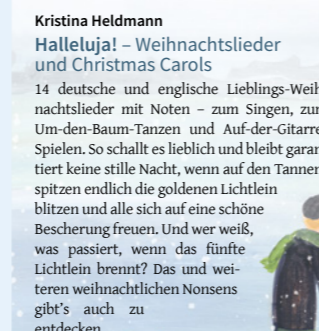 Kristina Heldmann
Halleluja! – Weihnachtslieder
und Christmas Carols
14 deutsche und englische Lieblings-Weih
nachtslieder mit Noten – zum Singen, zur
Um-den-Baum-Tanzen und Auf-der-Gitarre
Spielen. So schallt es lieblich und bleibt garan
tiert keine stille Nacht, wenn auf den Tannen
spitzen endlich die goldenen Lichtlein
blitzen und alle sich auf eine schöne
Bescherung freuen. Und wer weiß,
was passiert, wenn das fünfte
Lichtlein brennt? Das und wei-
teren weihnachtlichen Nonsens
gibt's auch zu
entdecken